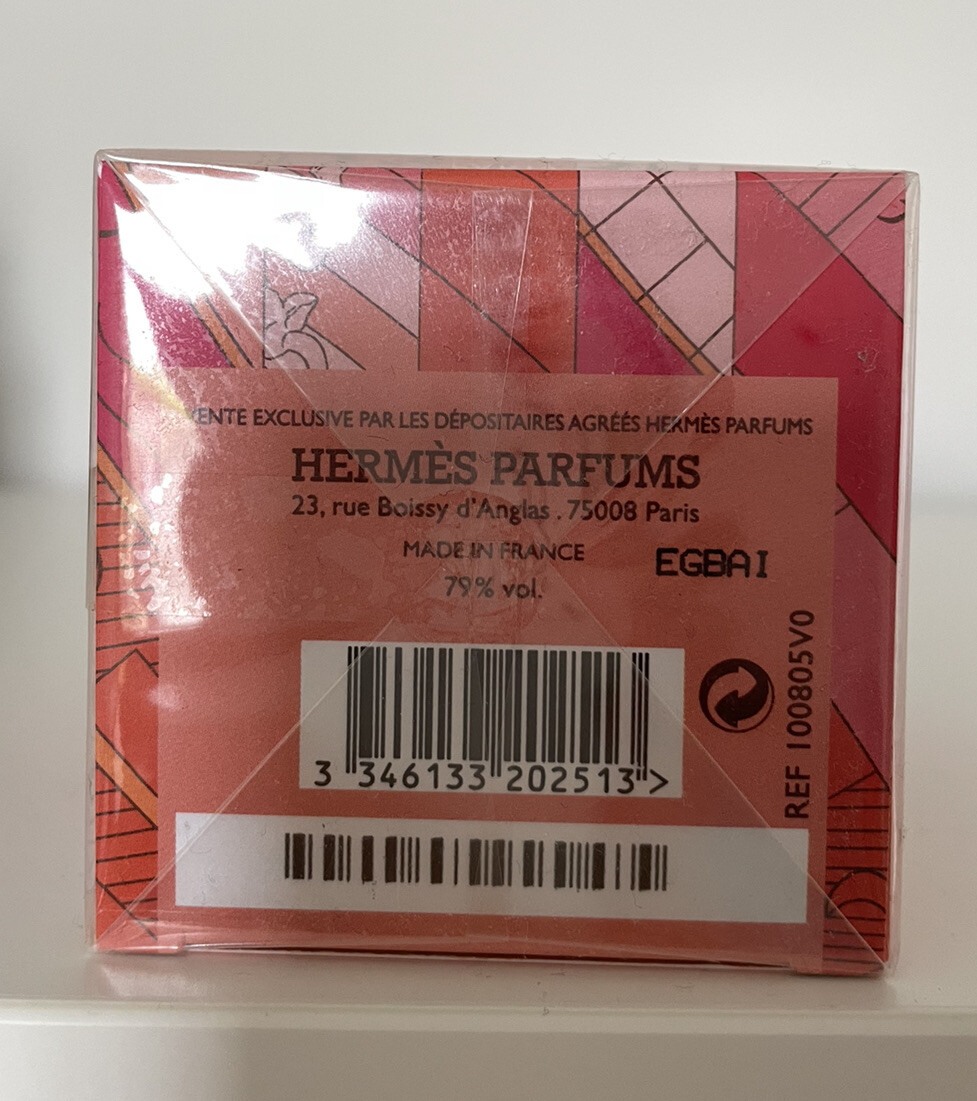 VENTE EXCLUSIVE PAR LES DÉPOSITAIRES AGRÉÉS HERMÈS PARFUMS
HERMÈS PARFUMS
23, rue Boissy d'Anglas . 75008 Paris
MADE IN FRANCE
EGBAI
79% vol.
REF 100805V0
3 346133 202513 >